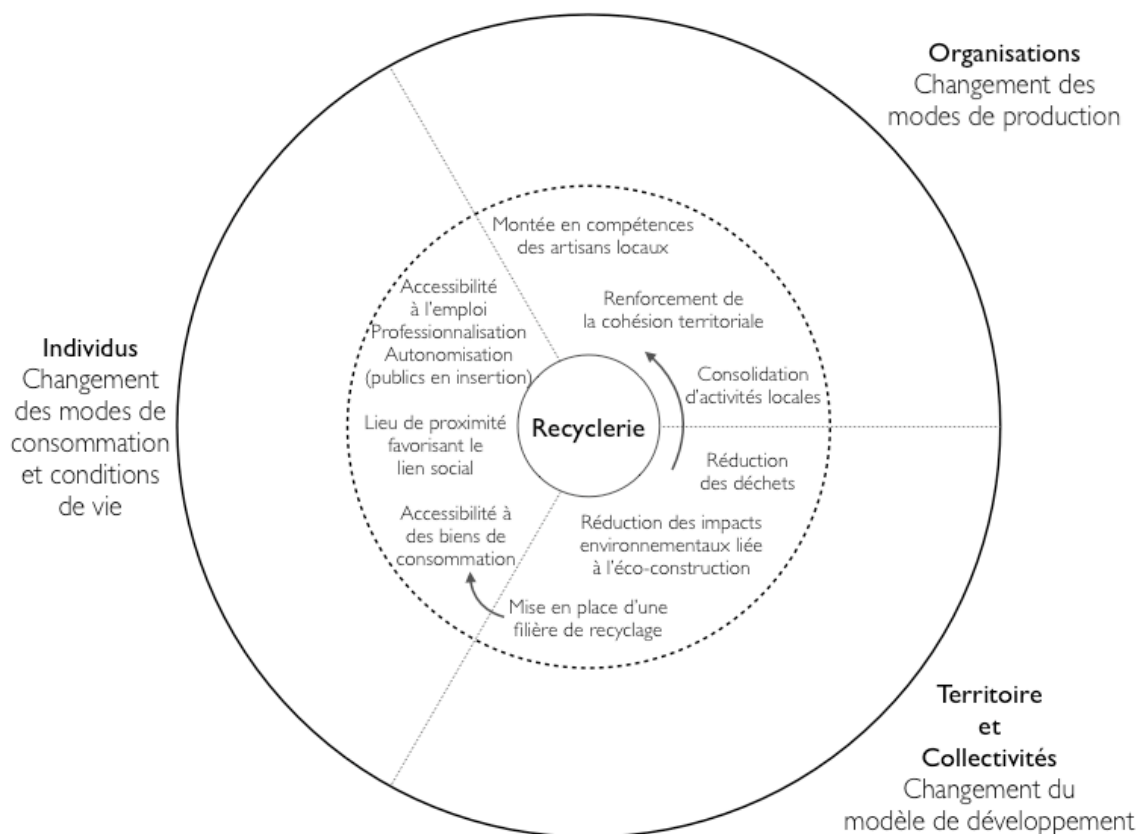 Organisations
Changement des
modes de production
Montée en compétences
des artisans locaux
Accessibilité
à l'emploi
Professionnalisation
Autonomisation
(publics en insertion)
Renforcement de
la cohésion territoriale
Individus
Changement
des modes de
consommation
et conditions
de vie
Consolidation
d'activités locales
Lieu de proximité
favorisant le
lien social
Recyclerie
Réduction
des déchets
Accessibilité à
des biens de
consommation
Réduction des impacts
environnementaux liée
à l'éco-construction
Mise en place d'une
filière de recyclage
Territoire
et
Collectivités
Changement du
modèle de développement